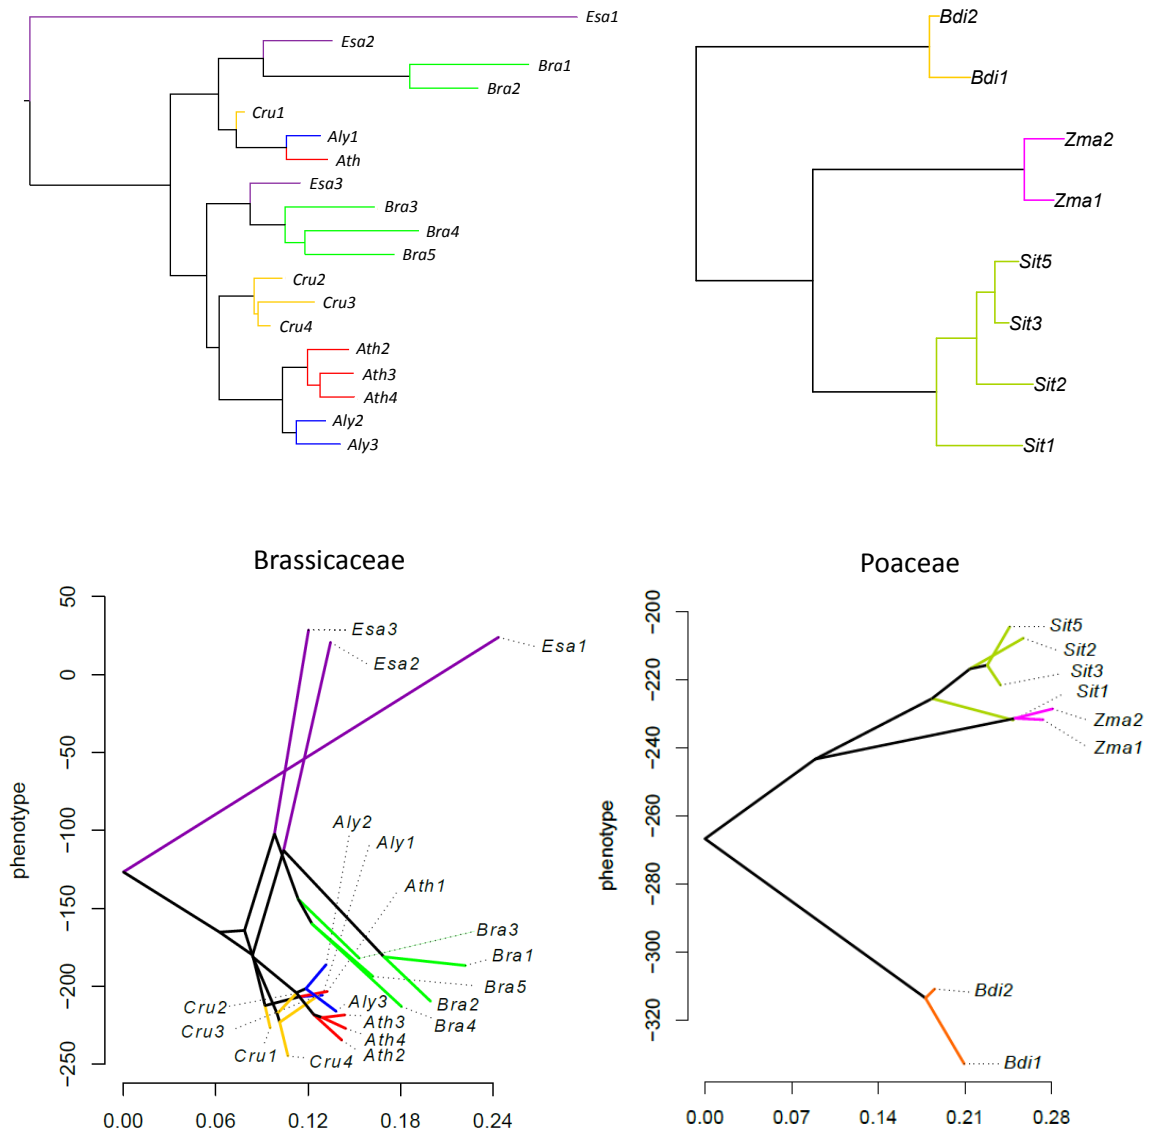 Esa1
Esa2
Bra1
Bra2
Cru1
Aly1
Ath
Esa3
Bra3
Bra4
Bra5
Cru2
Cru3
Cru4
Ath2
Ath3
Ath4
Aly2
Aly3
Bdi2
Bdi1
Zma2
Zma1
Sit5
Sit3
Sit2
Sit1
Brassicaceae
phenotype
50
0
−50
−100
−150
−200
−250
Esa3
Esa2
Esa1
Aly2
Aly1
Ath1
Bra3
Bra1
Bra5
Bra2
Bra4
Cru2
Cru3
Cru1
Cru4
Aly3
Ath3
Ath4
Ath2
0.00 0.06 0.12 0.18 0.24
Poaceae
phenotype
−200
−220
−240
−260
−280
−300
−320
Sit5
Sit2
Sit3
Sit1
Zma2
Zma1
Bdi2
Bdi1
0.00 0.07 0.14 0.21 0.28